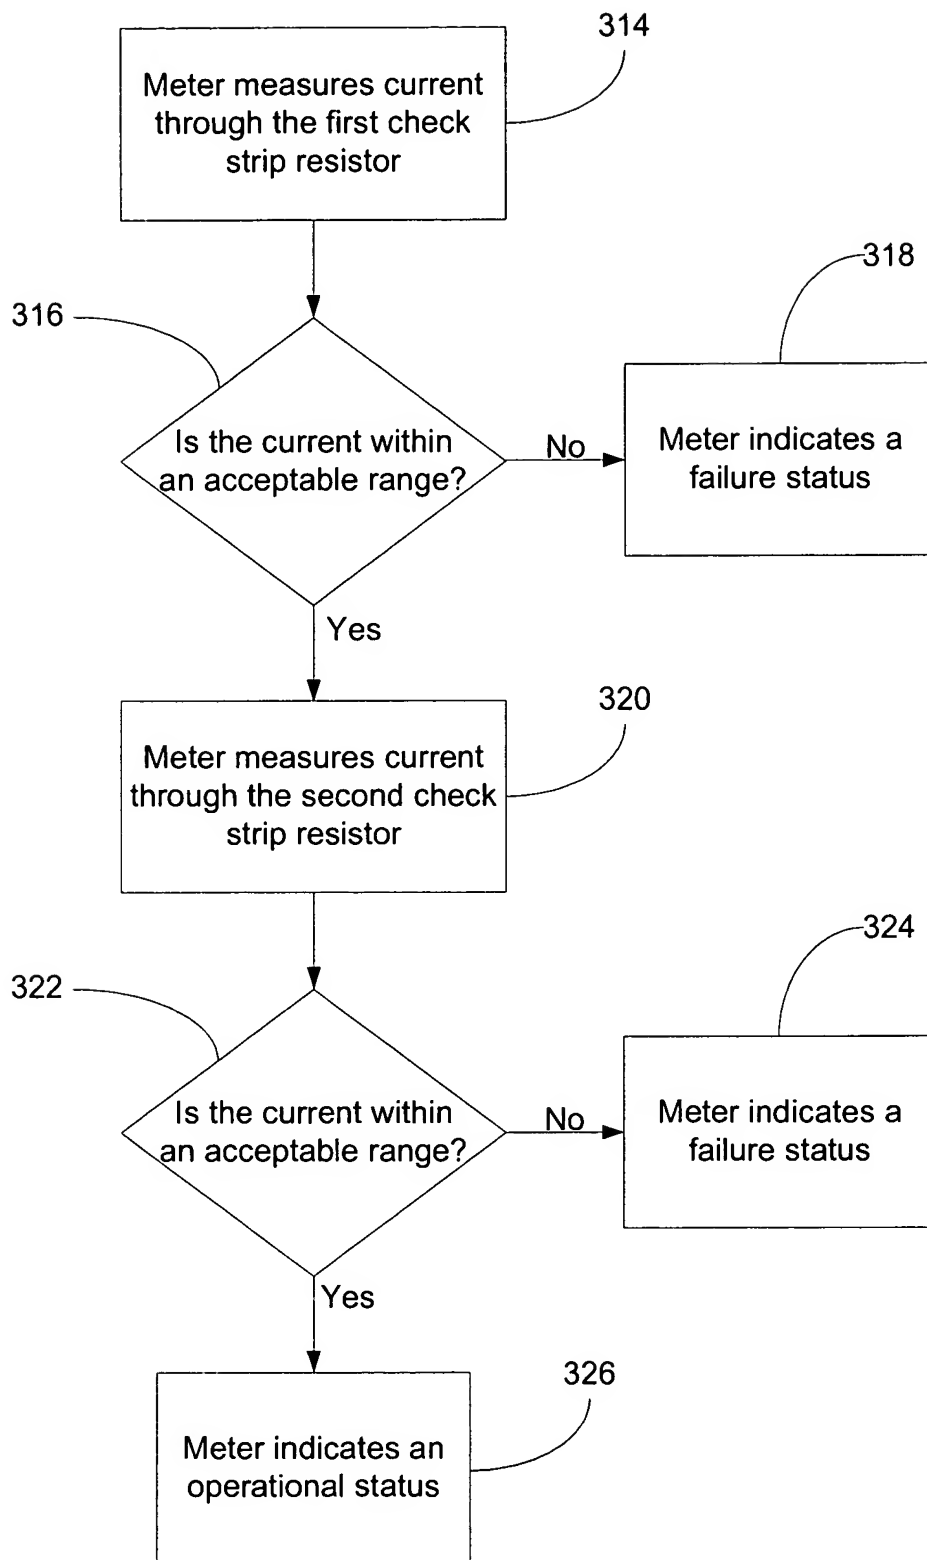 314
Meter measures current
through the first check
strip resistor
318
316
Is the current within
an acceptable range?
No
Meter indicates a
failure status
Yes
320
Meter measures current
through the second check
strip resistor
324
322
Is the current within
an acceptable range?
No
Meter indicates a
failure status
Yes
326
Meter indicates an
operational status